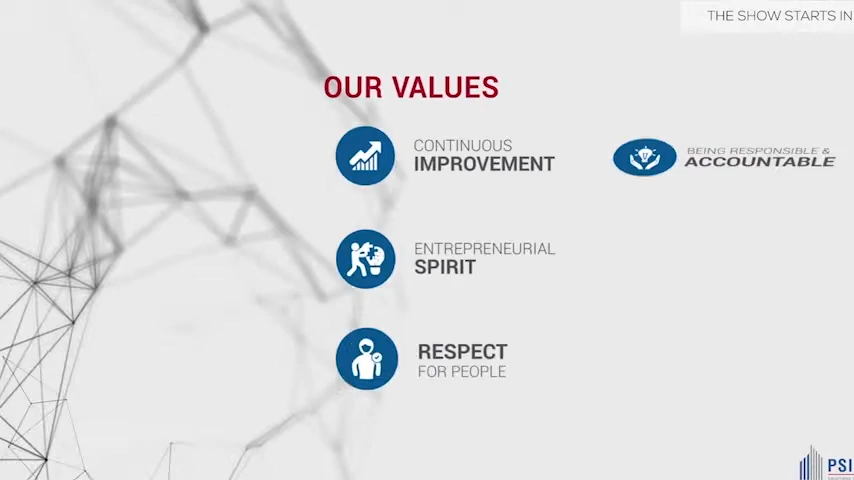 THE SHOW STARTS IN
OUR VALUES
CONTINUOUS
IMPROVEMENT
BEING RESPONSIBLE &
ACCOUNTABLE
ENTREPRENEURIAL
SPIRIT
RESPECT
FOR PEOPLE
PSI